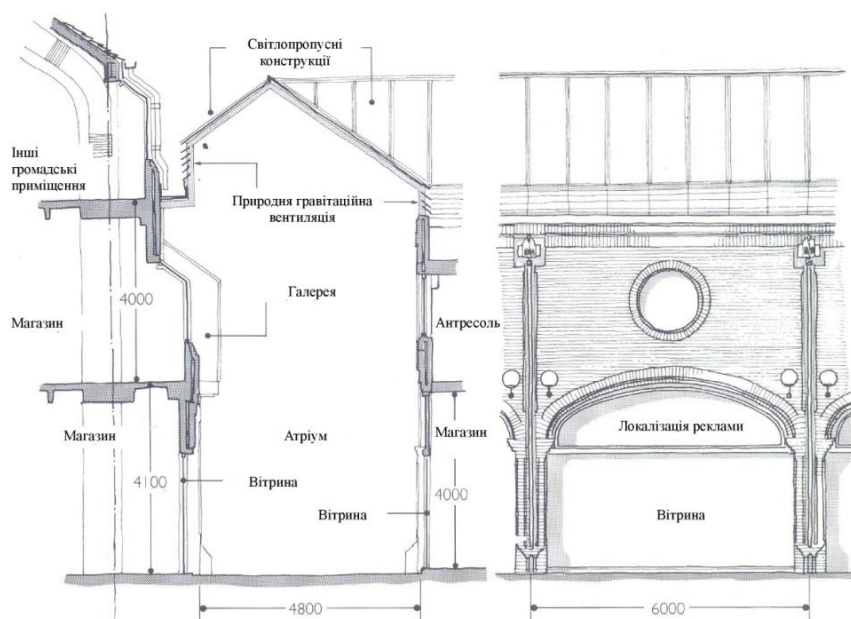 Світлопропусні
конструкції
Інші
громадські
приміщення
Природня гравітаційна
вентиляція
4000
Галерея
Магазин
Антресоль
Магазин
Атріум
Магазин
Локалізація реклами
4100
Вітрина
4000
Вітрина
Вітрина
4800
6000